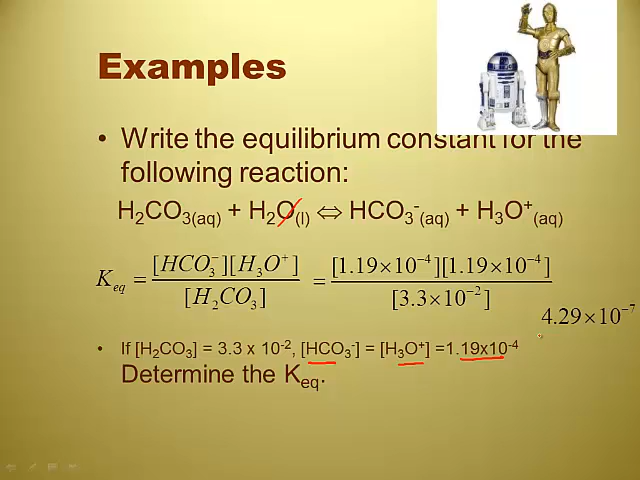 Examples
• Write the equilibrium constant for the
following reaction:
H₂CO₃(aq) + H₂O(l) ⇔ HCO₃⁻(aq) + H₃O⁺(aq)
K_eq = [HCO₃⁻][H₃O⁺] / [H₂CO₃] = [1.19×10⁻⁴][1.19×10⁻⁴] / [3.3×10⁻²]
4.29×10⁻⁷
• If [H₂CO₃] = 3.3 x 10⁻², [HCO₃⁻] = [H₃O⁺] =1.19x10⁻⁴
Determine the K_eq.